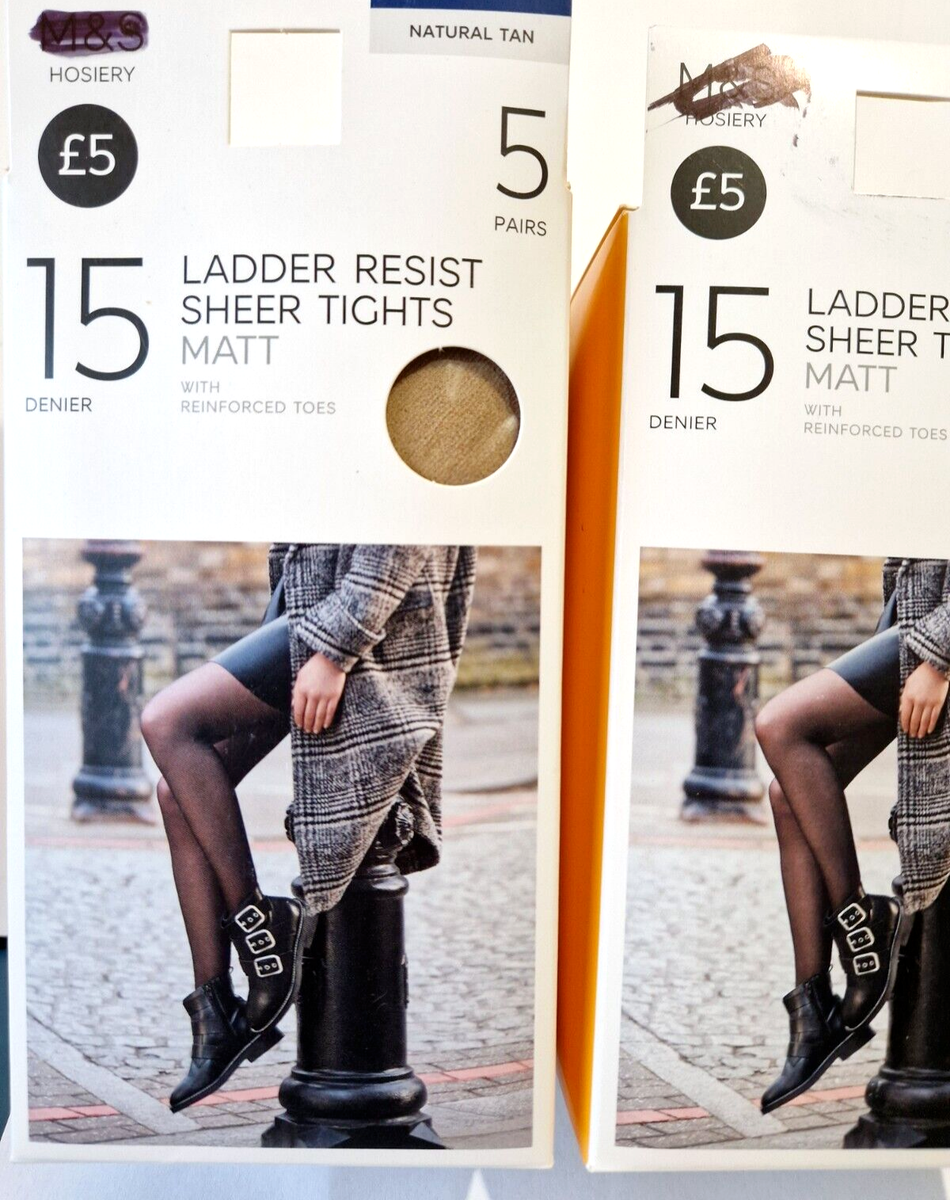 M&S
HOSIERY
£5
NATURAL TAN
5
PAIRS
15
DENIER
LADDER RESIST
SHEER TIGHTS
MATT
WITH
REINFORCED TOES
M&S
HOSIERY
£5
15
DENIER
LADDER
SHEER T
MATT
WITH
REINFORCED TOES